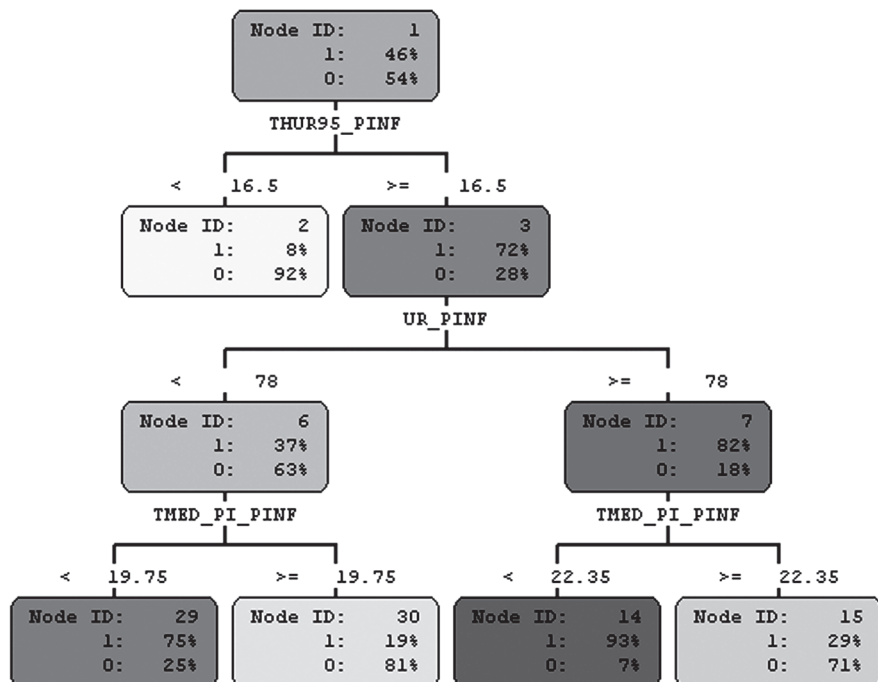 Node ID: 1
1: 46%
0: 54%
THUR95_PINF
< 16.5 >= 16.5
Node ID: 2
1: 8%
0: 92%
Node ID: 3
1: 72%
0: 28%
UR_PINF
< 78 >= 78
Node ID: 6
1: 37%
0: 63%
Node ID: 7
1: 82%
0: 18%
TMED_PI_PINF TMED_PI_PINF
< 19.75 >= 19.75 < 22.35 >= 22.35
Node ID: 29
1: 75%
0: 25%
Node ID: 30
1: 19%
0: 81%
Node ID: 14
1: 93%
0: 7%
Node ID: 15
1: 29%
0: 71%